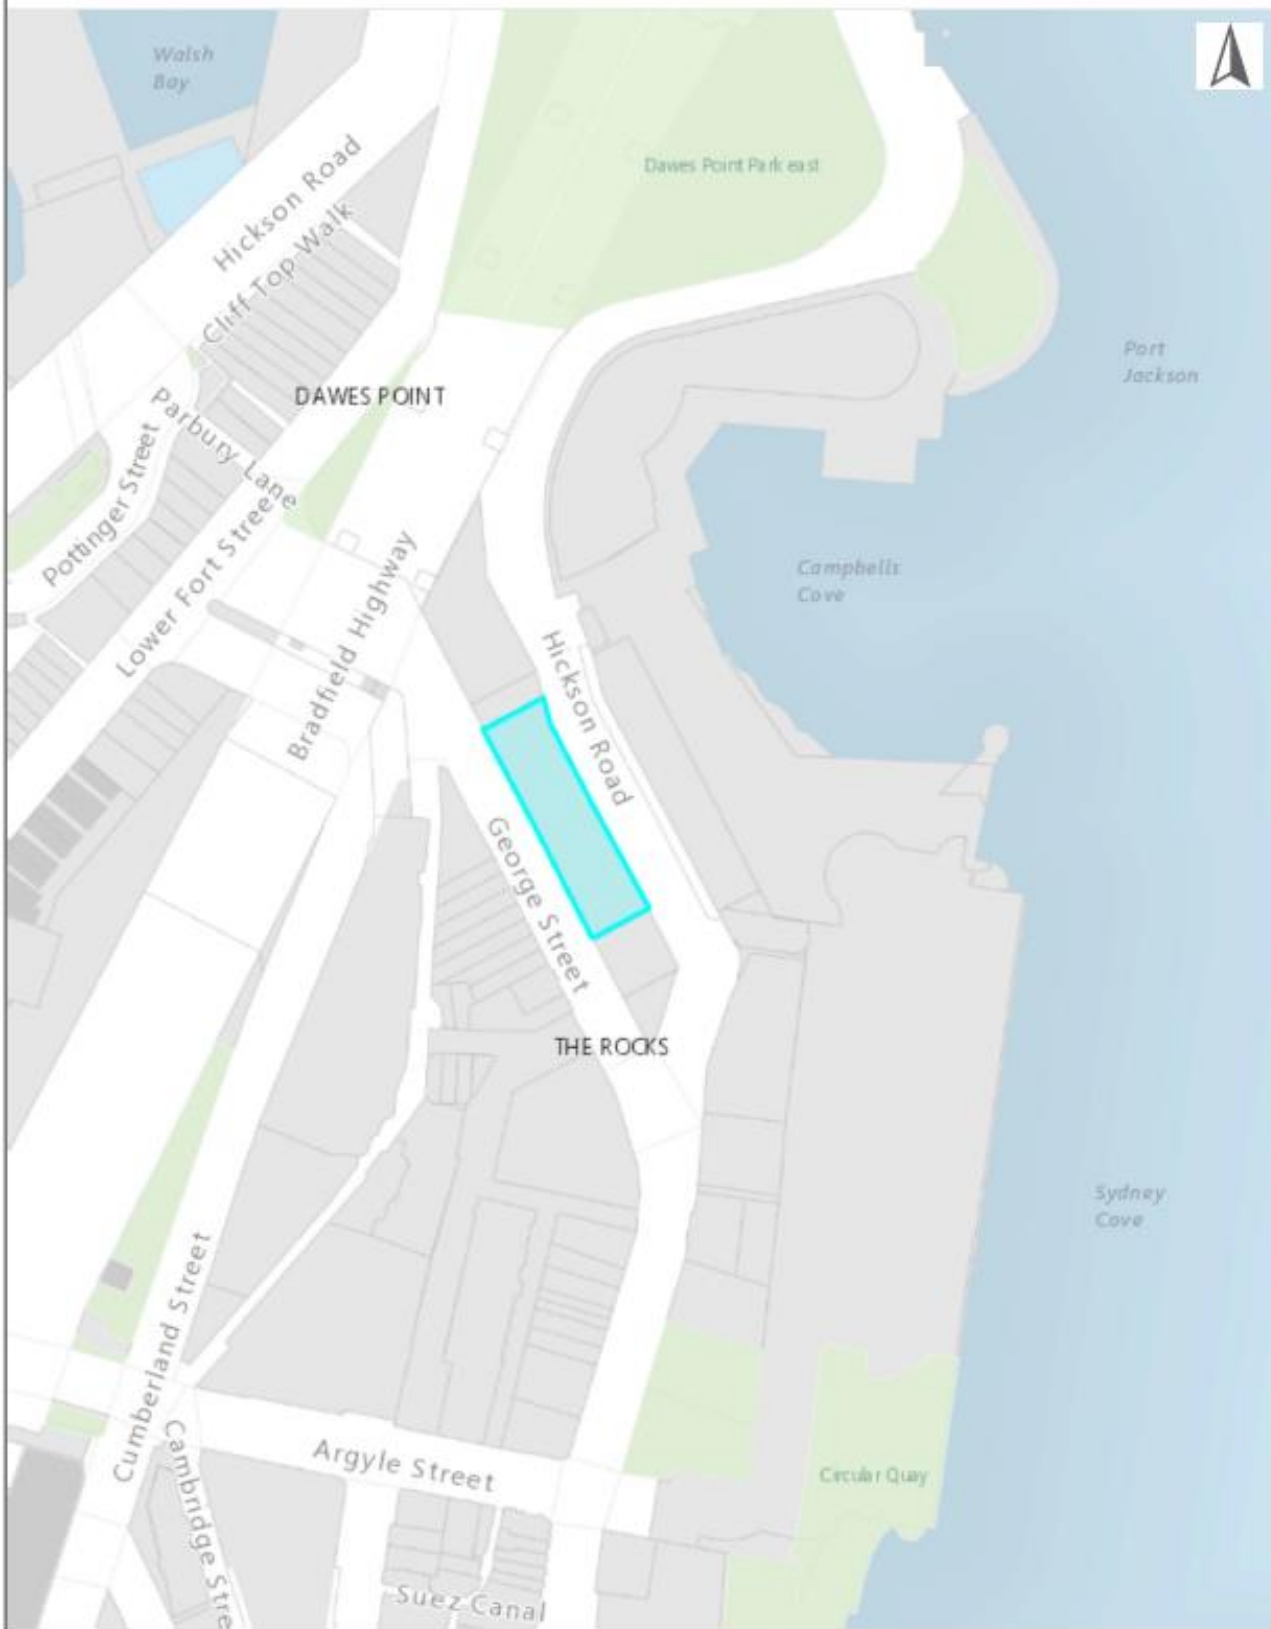 Walsh
Bay
Hickson Road
Cliff Top Walk
Dawes Point Park east
Port
Jackson
DAWES POINT
Parbury Lane
Pottinger Street
Lower Fort Street
Bradfield Highway
Campbells
Cove
Hickson Road
George Street
THE ROCKS
Sydney
Cove
Cumberland Street
Cambridge Stre
Argyle Street
Circular Quay
Suez Canal